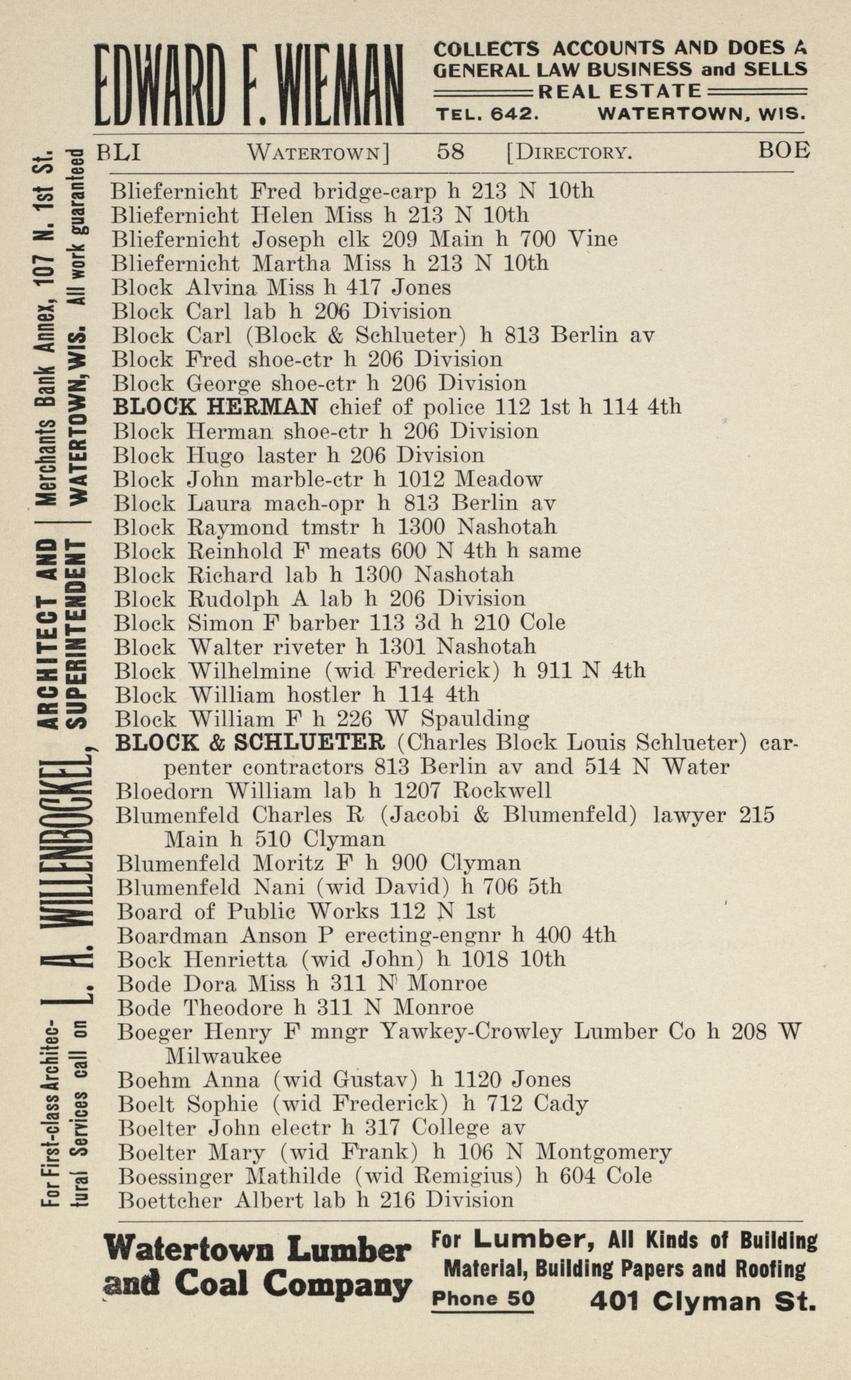 EDWARD F. WIEMAN
COLLECTS ACCOUNTS AND DOES A
GENERAL LAW BUSINESS and SELLS
REAL ESTATE
TEL. 642. WATERTOWN, WIS.
BLI WATERTOWN] 58 [DIRECTORY. BOE
Bliefernicht Fred bridge-carp h 213 N 10th
Bliefernicht Helen Miss h 213 N 10th
Bliefernicht Joseph clk 209 Main h 700 Vine
Bliefernicht Martha Miss h 213 N 10th
Block Alvina Miss h 417 Jones
Block Carl lab h 206 Division
Block Carl (Block & Schlueter) h 813 Berlin av
Block Fred shoe-ctr h 206 Division
Block George shoe-ctr h 206 Division
BLOCK HERMAN chief of police 112 1st h 114 4th
Block Herman shoe-ctr h 206 Division
Block Hugo laster h 206 Division
Block John marble-ctr h 1012 Meadow
Block Laura mach-opr h 813 Berlin av
Block Raymond tmstr h 1300 Nashotah
Block Reinhold F meats 600 N 4th h same
Block Richard lab h 1300 Nashotah
Block Rudolph A lab h 206 Division
Block Simon F barber 113 3d h 210 Cole
Block Walter riveter h 1301 Nashotah
Block Wilhelmine (wid Frederick) h 911 N 4th
Block William hostler h 114 4th
Block William F h 226 W Spaulding
BLOCK & SCHLUETER (Charles Block Louis Schlueter) car-
penter contractors 813 Berlin av and 514 N Water
Bloedorn William lab h 1207 Rockwell
Blumenfeld Charles R (Jacobi & Blumenfeld) lawyer 215
Main h 510 Clyman
Blumenfeld Moritz F h 900 Clyman
Blumenfeld Nani (wid David) h 706 5th
Board of Public Works 112 N 1st
Boardman Anson P erecting-engnr h 400 4th
Bock Henrietta (wid John) h 1018 10th
Bode Dora Miss h 311 N Monroe
Bode Theodore h 311 N Monroe
Boeger Henry F mngr Yawkey-Crowley Lumber Co h 208 W
Milwaukee
Boehm Anna (wid Gustav) h 1120 Jones
Boelt Sophie (wid Frederick) h 712 Cady
Boelter John electr h 317 College av
Boelter Mary (wid Frank) h 106 N Montgomery
Boessinger Mathilde (wid Remigius) h 604 Cole
Boettcher Albert lab h 216 Division
For First-class Architec-
tural Services call on
L. A. WILLENBOCKEL,
ARCHITECT AND
SUPERINTENDENT
Merchants Bank Annex, 107 N. 1st St.
WATERTOWN, WIS. All work guaranteed
Watertown Lumber
and Coal Company
For Lumber, All Kinds of Building
Material, Building Papers and Roofing
Phone 50 401 Clyman St.